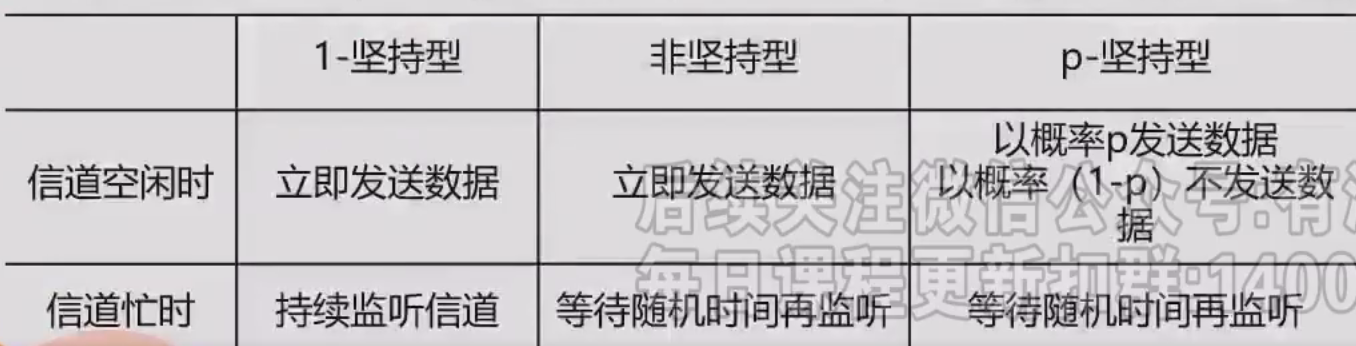 1-坚持型
非坚持型
p-坚持型
信道空闲时
立即发送数据
立即发送数据
以概率p发送数据
以概率（1-p）不发送数
据
后续关注微信公众号:有
每日课程更新扣群:1400
信道忙时
持续监听信道
等待随机时间再监听
等待随机时间再监听